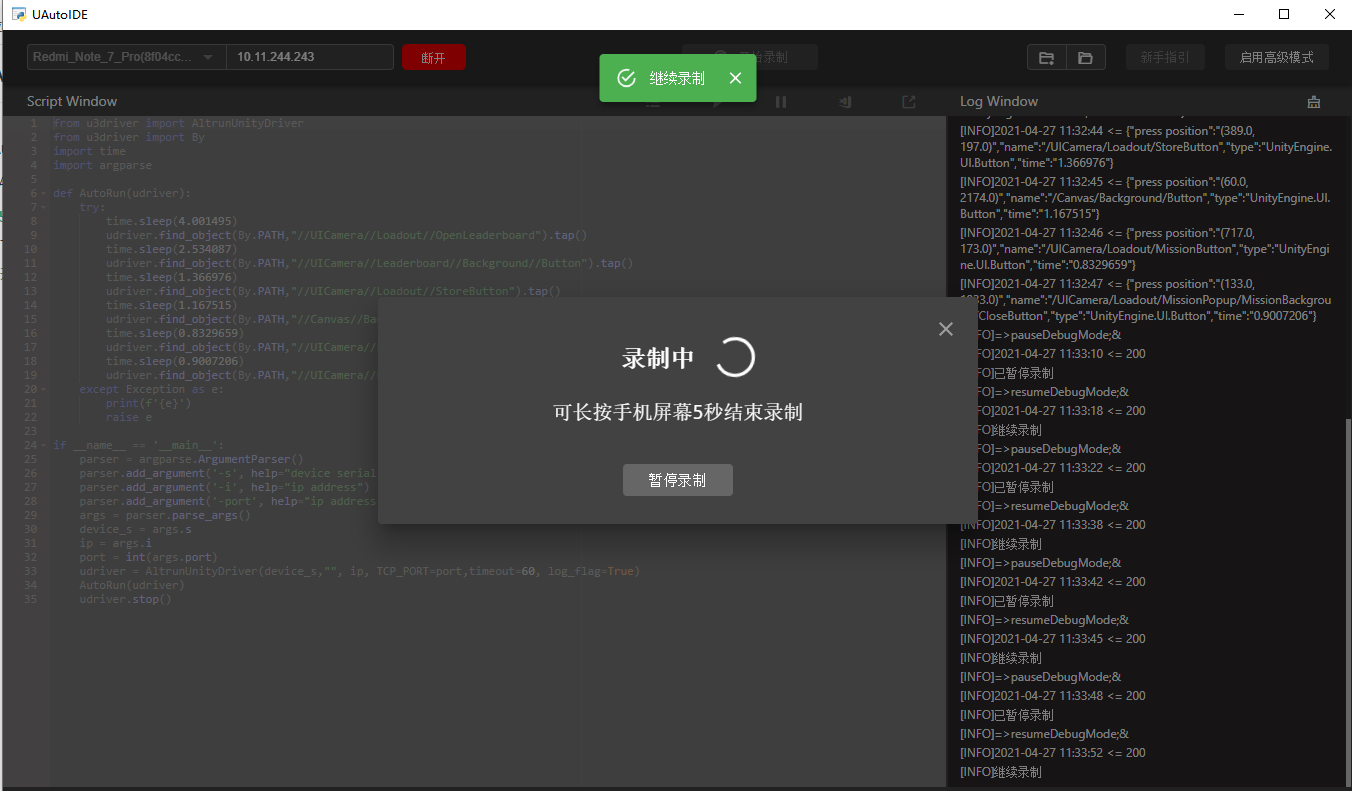 UAutoIDE
Redmi_Note_7_Pro(8f04cc...
10.11.244.243
断开
始录制
新手指引
启用高级模式
继续录制
Script Window
Log Window
1 from u3driver import AltrunUnityDriver
2 from u3driver import By
3 import time
4 import argparse
5
6 def AutoRun(udriver):
7 try:
8 time.sleep(4.001495)
9 udriver.find_object(By.PATH,"//UICamera//Loadout//OpenLeaderboard").tap()
10 time.sleep(2.534087)
11 udriver.find_object(By.PATH,"//UICamera//Leaderboard//Background//Button").tap()
12 time.sleep(1.366976)
13 udriver.find_object(By.PATH,"//UICamera//Loadout//StoreButton").tap()
14 time.sleep(1.167515)
15 udriver.find_object(By.PATH,"//Canvas//Ba
16 time.sleep(0.8329659)
17 udriver.find_object(By.PATH,"//UICamera//
18 time.sleep(0.9007206)
19 udriver.find_object(By.PATH,"//UICamera//
20 except Exception as e:
21 print(f'{e}')
22 raise e
23
24 if __name__ == '__main__':
25 parser = argparse.ArgumentParser()
26 parser.add_argument('-s', help="device serial
27 parser.add_argument('-i', help="ip address")
28 parser.add_argument('-port', help="ip address
29 args = parser.parse_args()
30 device_s = args.s
31 ip = args.i
32 port = int(args.port)
33 udriver = AltrunUnityDriver(device_s,"", ip, TCP_PORT=port,timeout=60, log_flag=True)
34 AutoRun(udriver)
35 udriver.stop()
录制中
可长按手机屏幕5秒结束录制
暂停录制
[INFO]2021-04-27 11:32:44 <= {"press position":"(389.0,
197.0)","name":"/UICamera/Loadout/StoreButton","type":"UnityEngine.
UI.Button","time":"1.366976"}
[INFO]2021-04-27 11:32:45 <= {"press position":"(60.0,
2174.0)","name":"/Canvas/Background/Button","type":"UnityEngine.UI.
Button","time":"1.167515"}
[INFO]2021-04-27 11:32:46 <= {"press position":"(717.0,
173.0)","name":"/UICamera/Loadout/MissionButton","type":"UnityEngi
ne.UI.Button","time":"0.8329659"}
[INFO]2021-04-27 11:32:47 <= {"press position":"(133.0,
33.0)","name":"/UICamera/Loadout/MissionPopup/MissionBackgrou
/CloseButton","type":"UnityEngine.UI.Button","time":"0.9007206"}
FO]=>pauseDebugMode;&
FO]2021-04-27 11:33:10 <= 200
FO]已暂停录制
FO]=>resumeDebugMode;&
FO]2021-04-27 11:33:18 <= 200
FO]继续录制
FO]=>pauseDebugMode;&
FO]2021-04-27 11:33:22 <= 200
FO]已暂停录制
FO]=>resumeDebugMode;&
[INFO]2021-04-27 11:33:38 <= 200
[INFO]继续录制
[INFO]=>pauseDebugMode;&
[INFO]2021-04-27 11:33:42 <= 200
[INFO]已暂停录制
[INFO]=>resumeDebugMode;&
[INFO]2021-04-27 11:33:45 <= 200
[INFO]继续录制
[INFO]=>pauseDebugMode;&
[INFO]2021-04-27 11:33:48 <= 200
[INFO]已暂停录制
[INFO]=>resumeDebugMode;&
[INFO]2021-04-27 11:33:52 <= 200
[INFO]继续录制